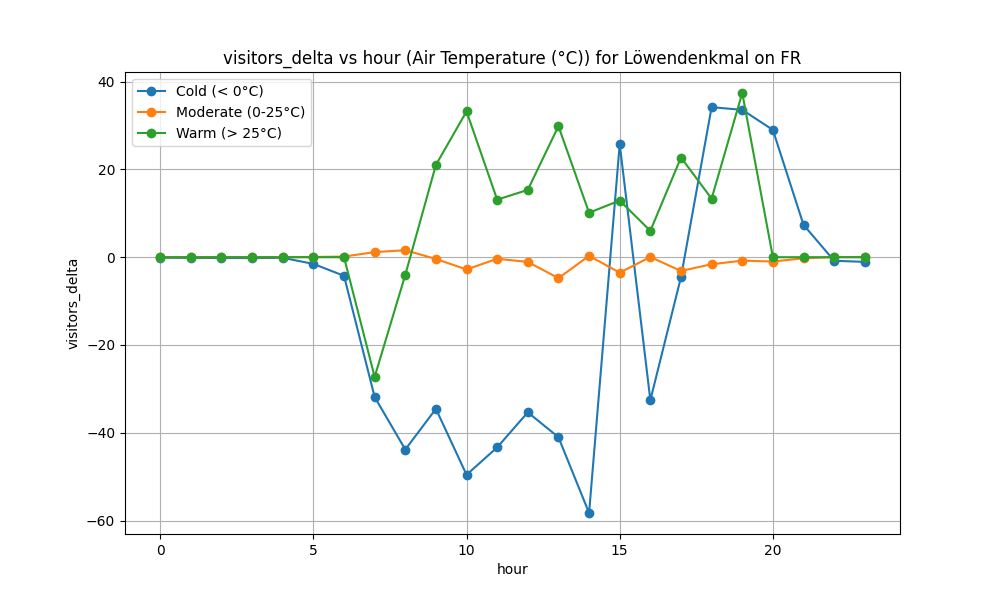 visitors_delta vs hour (Air Temperature (°C)) for Löwendenkmal on FR
Cold (< 0°C)
Moderate (0-25°C)
Warm (> 25°C)
visitors_delta
40
20
0
−20
−40
−60
0
5
10
15
20
hour